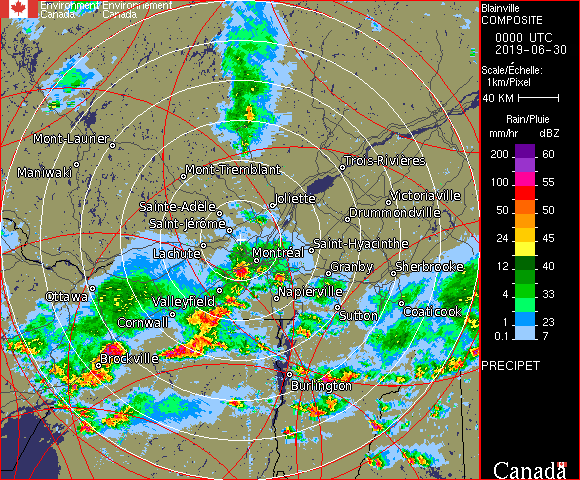 Environment Environnement
Canada Canada
Mont-Laurier
Maniwaki
Mont-Tremblant
Trois-Rivières
Sainte-Adèle
Joliette
Victoriaville
Drummondville
Saint-Jérôme
Lachute
Montréal
Saint-Hyacinthe
Granby
Sherbrooke
Ottawa
Valleyfield
Napierville
Cornwall
Sutton
Coaticook
Brockville
Burlington
Blainville
COMPOSITE
0000 UTC
2019-06-30
Scale/Échelle:
1km/Pixel
40 KM
Rain/Pluie
mm/hr dBZ
200 60
100 55
50 50
24 45
12 40
4 33
1 23
0.1 7
PRECIPET
Canada